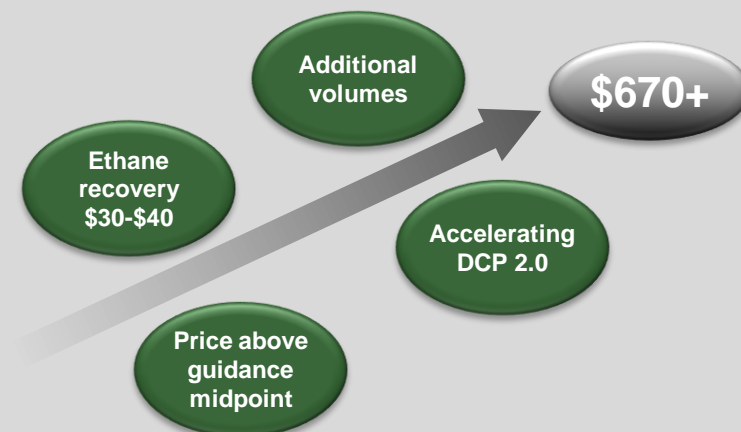 Additional
volumes
$670+
Ethane
recovery
$30-$40
Accelerating
DCP 2.0
Price above
guidance
midpoint